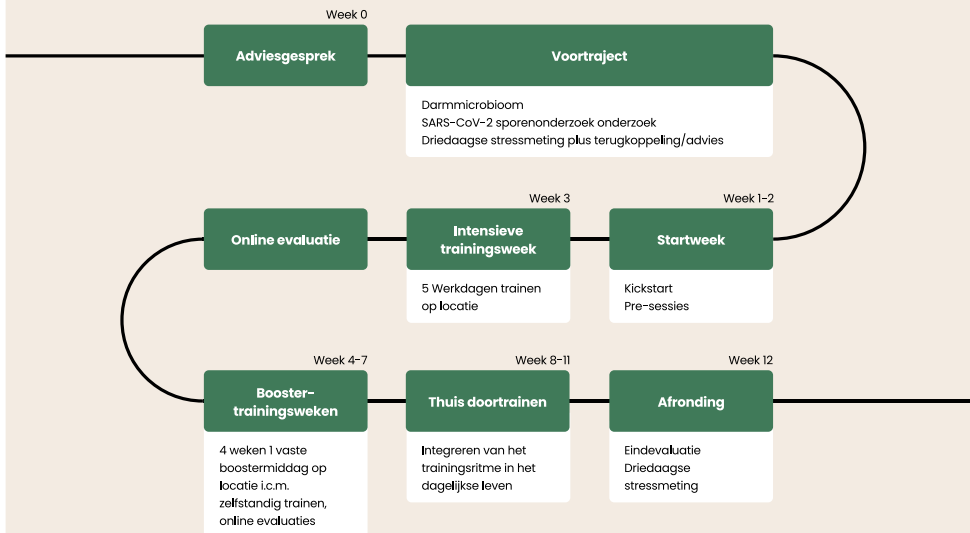 Week 0
Adviesgesprek
Voortraject
Darmmicrobioom
SARS-CoV-2 sporenonderzoek onderzoek
Driedaagse stressmeting plus terugkoppeling/advies
Week 1-2
Startweek
Kickstart
Pre-sessies
Week 3
Intensieve
trainingsweek
5 Werkdagen trainen
op locatie
Online evaluatie
Week 4-7
Booster-
trainingsweken
4 weken 1 vaste
boostermiddag op
locatie i.c.m.
zelfstandig trainen,
online evaluaties
Week 8-11
Thuis doortrainen
Integreren van het
trainingsritme in het
dagelijkse leven
Week 12
Afronding
Eindevaluatie
Driedaagse
stressmeting